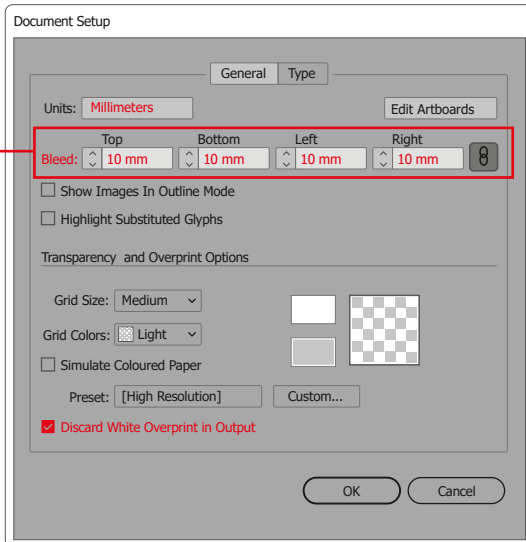 Document Setup
General Type
Units: Millimeters Edit Artboards
Top Bottom Left Right
Bleed: 10 mm 10 mm 10 mm 10 mm
Show Images In Outline Mode
Highlight Substituted Glyphs
Transparency and Overprint Options
Grid Size: Medium
Grid Colors: Light
Simulate Coloured Paper
Preset: [High Resolution] Custom...
Discard White Overprint in Output
OK Cancel